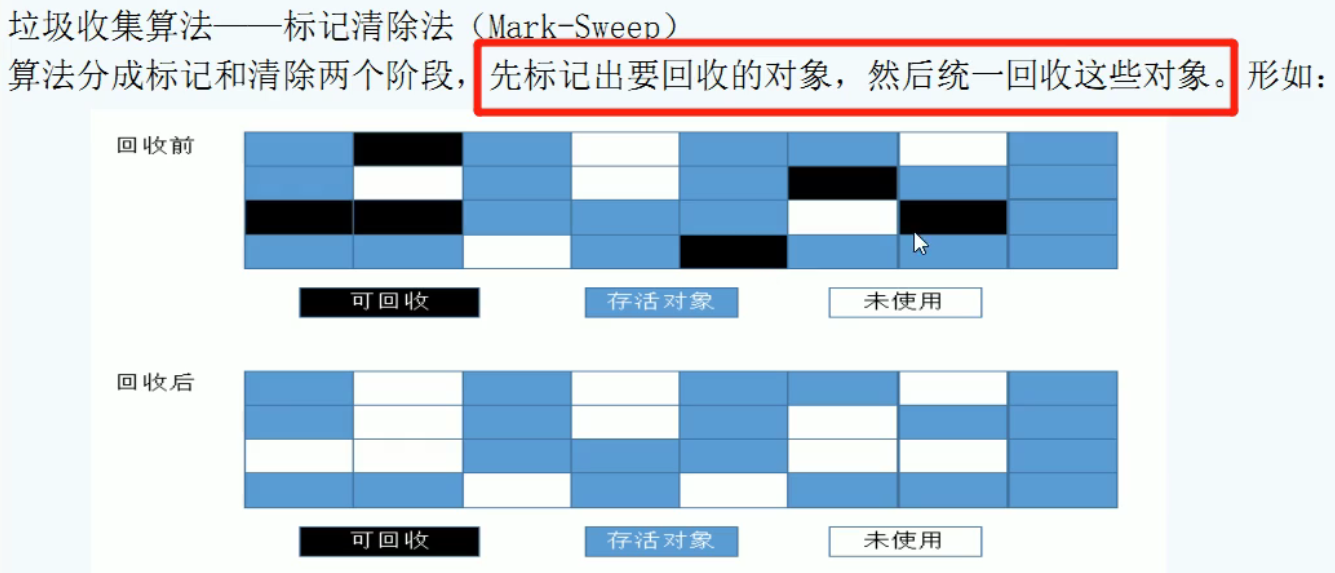 垃圾收集算法——标记清除法（Mark-Sweep）
算法分成标记和清除两个阶段，先标记出要回收的对象，然后统一回收这些对象。形如：
回收前
可回收 存活对象 未使用
回收后
可回收 存活对象 未使用